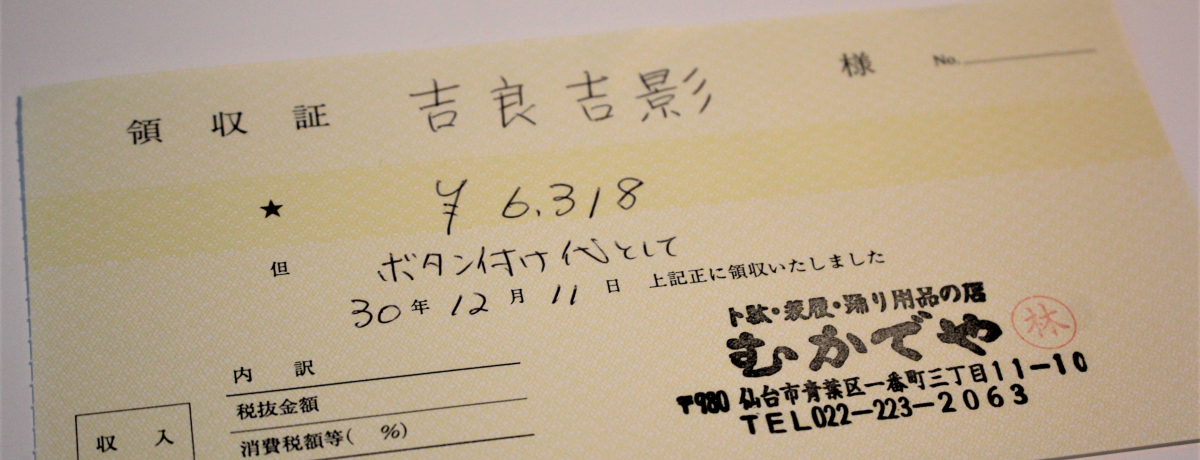 領収証 吉良吉影 様 No.
★ ¥6,318
但 ボタン付け代として
30年12月11日 上記正に領収いたしました
下駄・装履・踊り用品の店
むかでや 林
〒980 仙台市青葉区一番町三丁目11-10
TEL022-223-2063
内訳
税抜金額
消費税額等( %)
収入